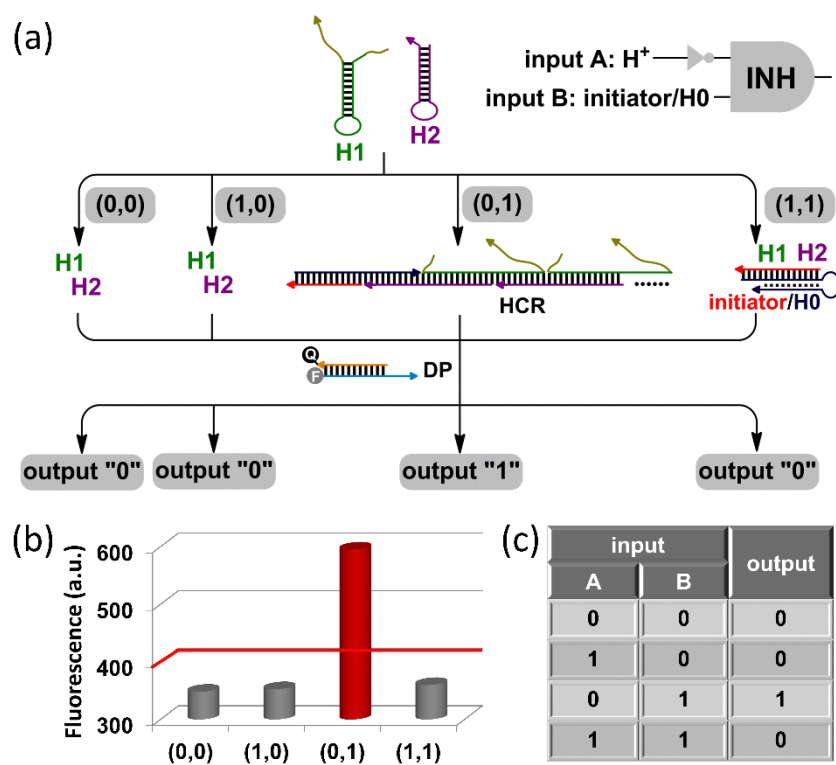 (a)
input A: H⁺
INH
input B: initiator/H0
H1
H2
(0,0)
(1,0)
(0,1)
(1,1)
H1
H2
H1
H2
HCR
......
H1 H2
initiator/H0
Q
F
DP
output "0"
output "0"
output "1"
output "0"
(b)
Fluorescence (a.u.)
600
500
400
300
(0,0)
(1,0)
(0,1)
(1,1)
(c)
input output
A B
0 0 0
1 0 0
0 1 1
1 1 0